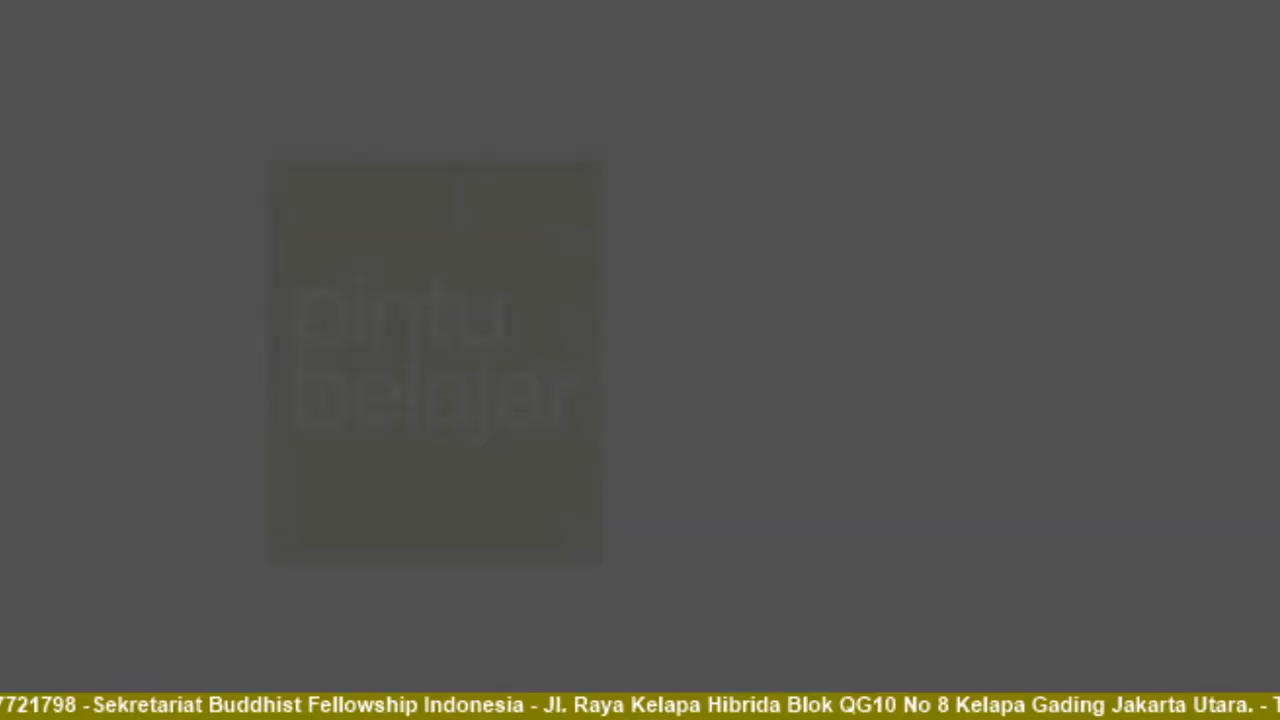 pintu
belajar
7721798 - Sekretariat Buddhist Fellowship Indonesia - Jl. Raya Kelapa Hibrida Blok QG10 No 8 Kelapa Gading Jakarta Utara. - T